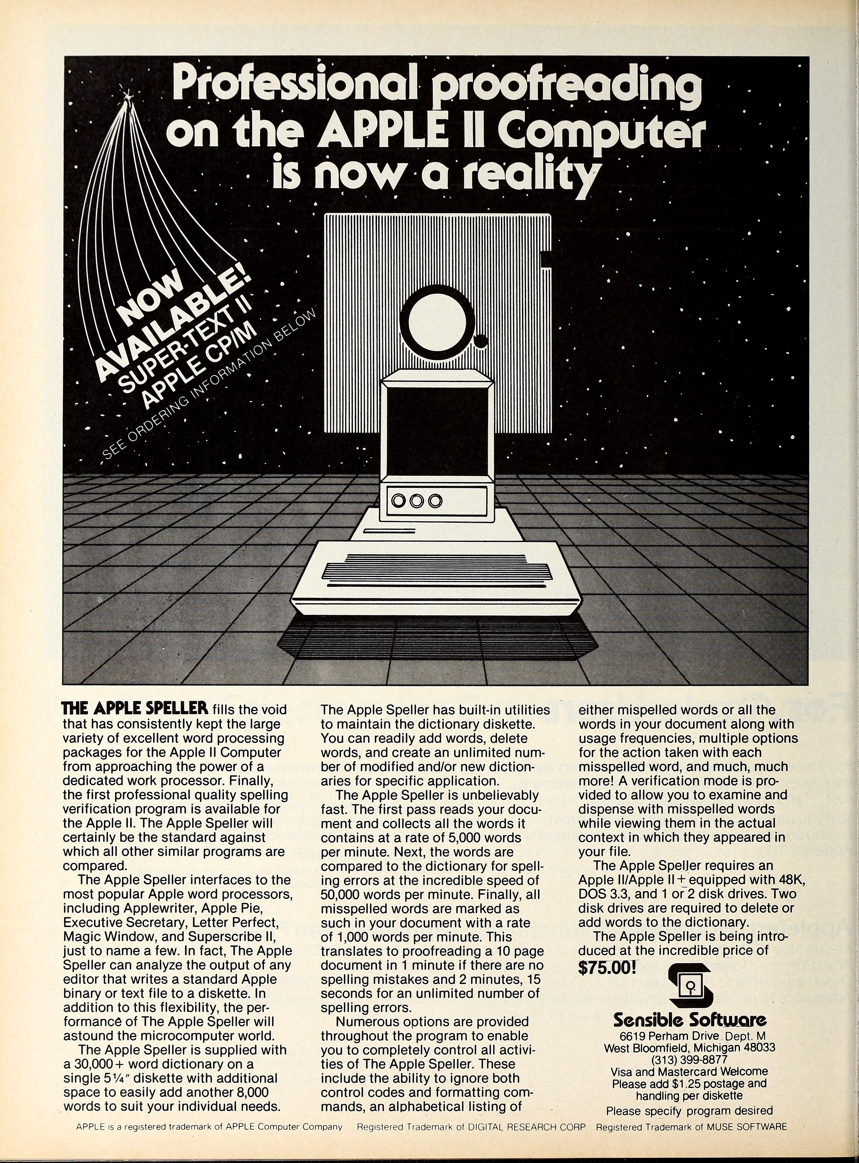 Professional proofreading
on the APPLE II Computer
is now a reality
NOW
AVAILABLE!
SUPER-TEXT II
APPLE CP/M
SEE ORDERING INFORMATION BELOW
THE APPLE SPELLER fills the void
that has consistently kept the large
variety of excellent word processing
packages for the Apple II Computer
from approaching the power of a
dedicated work processor. Finally,
the first professional quality spelling
verification program is available for
the Apple II. The Apple Speller will
certainly be the standard against
which all other similar programs are
compared.
The Apple Speller interfaces to the
most popular Apple word processors,
including Applewriter, Apple Pie,
Executive Secretary, Letter Perfect,
Magic Window, and Superscribe II,
just to name a few. In fact, The Apple
Speller can analyze the output of any
editor that writes a standard Apple
binary or text file to a diskette. In
addition to this flexibility, the per-
formance of The Apple Speller will
astound the microcomputer world.
The Apple Speller is supplied with
a 30,000+ word dictionary on a
single 5¼" diskette with additional
space to easily add another 8,000
words to suit your individual needs.
The Apple Speller has built-in utilities
to maintain the dictionary diskette.
You can readily add words, delete
words, and create an unlimited num-
ber of modified and/or new diction-
aries for specific application.
The Apple Speller is unbelievably
fast. The first pass reads your docu-
ment and collects all the words it
contains at a rate of 5,000 words
per minute. Next, the words are
compared to the dictionary for spell-
ing errors at the incredible speed of
50,000 words per minute. Finally, all
misspelled words are marked as
such in your document with a rate
of 1,000 words per minute. This
translates to proofreading a 10 page
document in 1 minute if there are no
spelling mistakes and 2 minutes, 15
seconds for an unlimited number of
spelling errors.
Numerous options are provided
throughout the program to enable
you to completely control all activi-
ties of The Apple Speller. These
include the ability to ignore both
control codes and formatting com-
mands, an alphabetical listing of
either mispelled words or all the
words in your document along with
usage frequencies, multiple options
for the action taken with each
misspelled word, and much, much
more! A verification mode is pro-
vided to allow you to examine and
dispense with misspelled words
while viewing them in the actual
context in which they appeared in
your file.
The Apple Speller requires an
Apple II/Apple II + equipped with 48K,
DOS 3.3, and 1 or 2 disk drives. Two
disk drives are required to delete or
add words to the dictionary.
The Apple Speller is being intro-
duced at the incredible price of
$75.00!
Sensible Software
6619 Perham Drive Dept. M
West Bloomfield, Michigan 48033
(313) 399-8877
Visa and Mastercard Welcome
Please add $1.25 postage and
handling per diskette
Please specify program desired
APPLE is a registered trademark of APPLE Computer Company Registered Trademark of DIGITAL RESEARCH CORP Registered Trademark of MUSE SOFTWARE